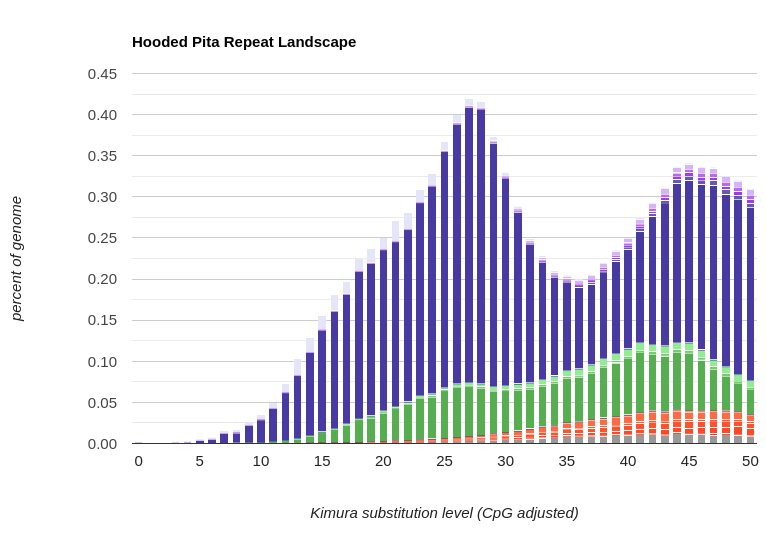 Hooded Pita Repeat Landscape
0.45
0.40
0.35
0.30
0.25
0.20
0.15
0.10
0.05
0.00
percent of genome
0 5 10 15 20 25 30 35 40 45 50
Kimura substitution level (CpG adjusted)